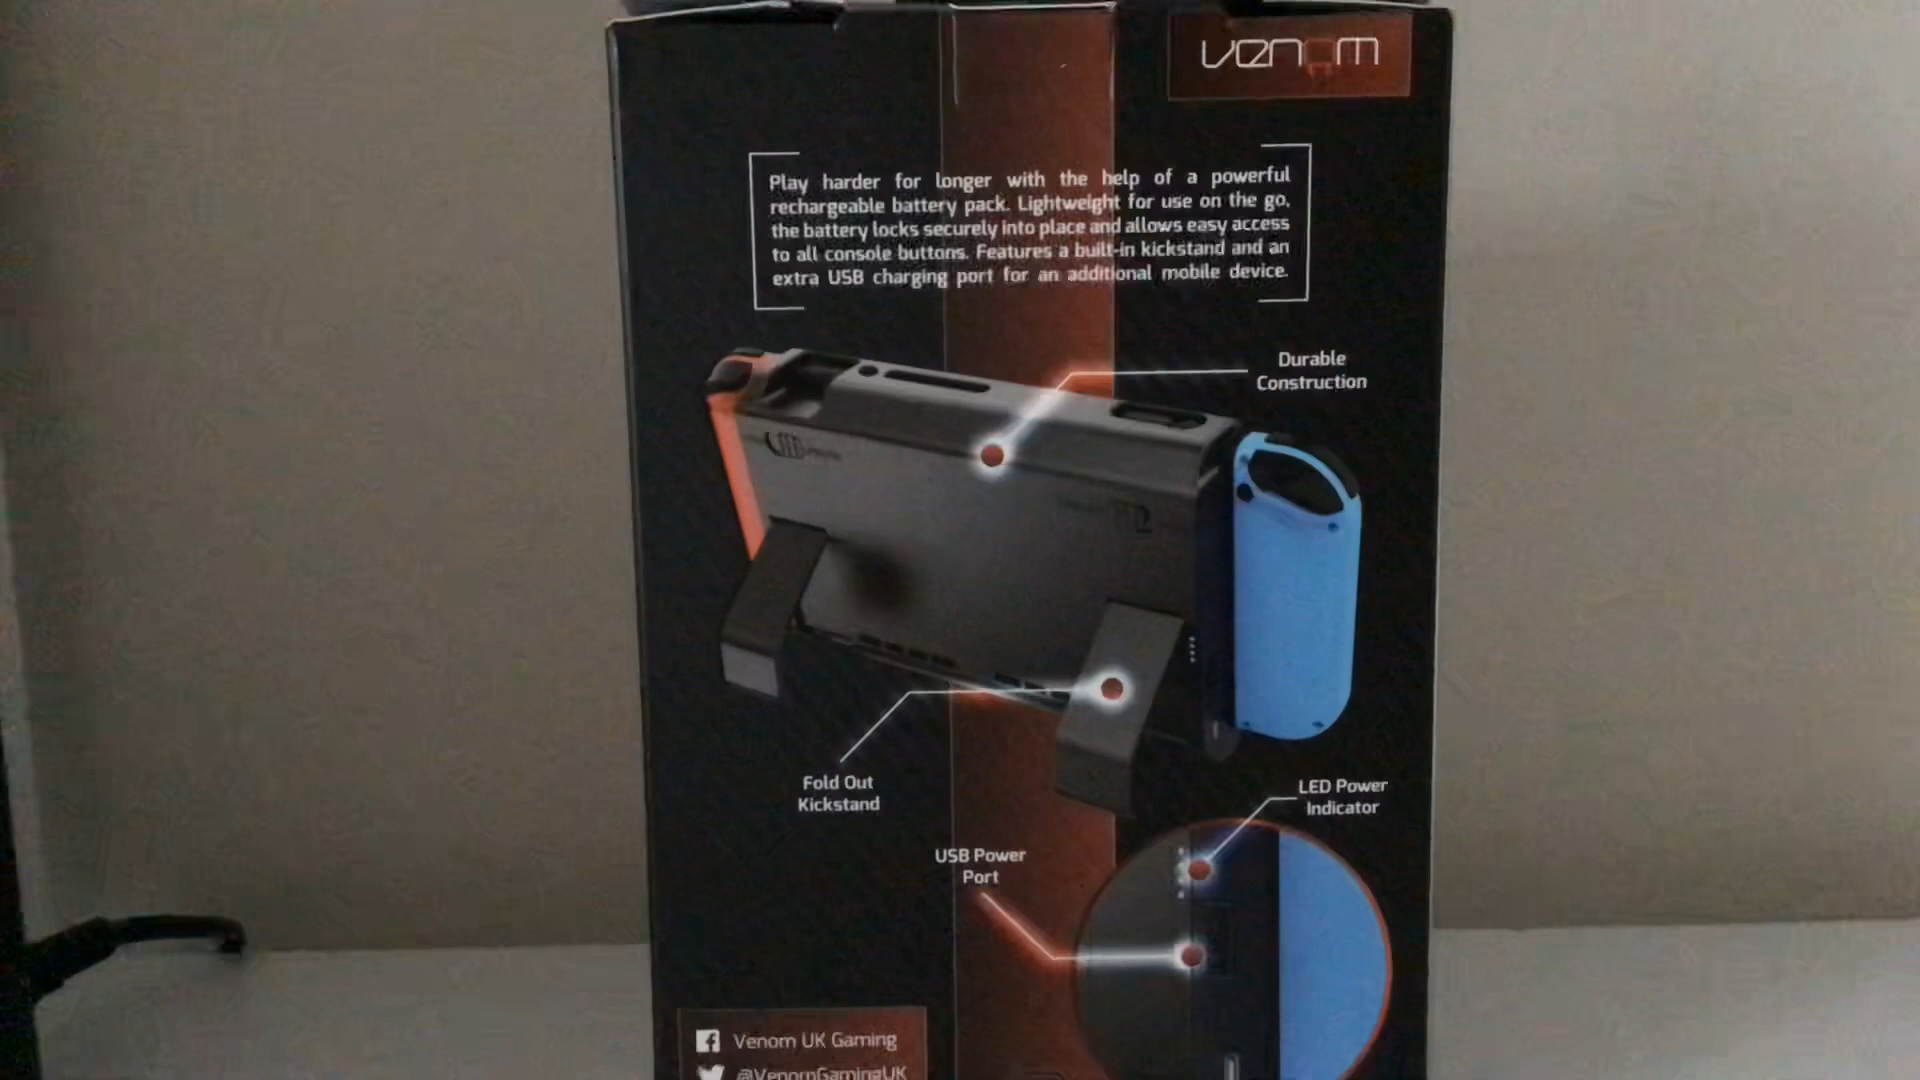 venom
Play harder for longer with the help of a powerful
rechargeable battery pack. Lightweight for use on the go,
the battery locks securely into place and allows easy access
to all console buttons. Features a built-in kickstand and an
extra USB charging port for an additional mobile device.
Durable
Construction
Fold Out
Kickstand
LED Power
Indicator
USB Power
Port
Venom UK Gaming
@VenomGamingUK